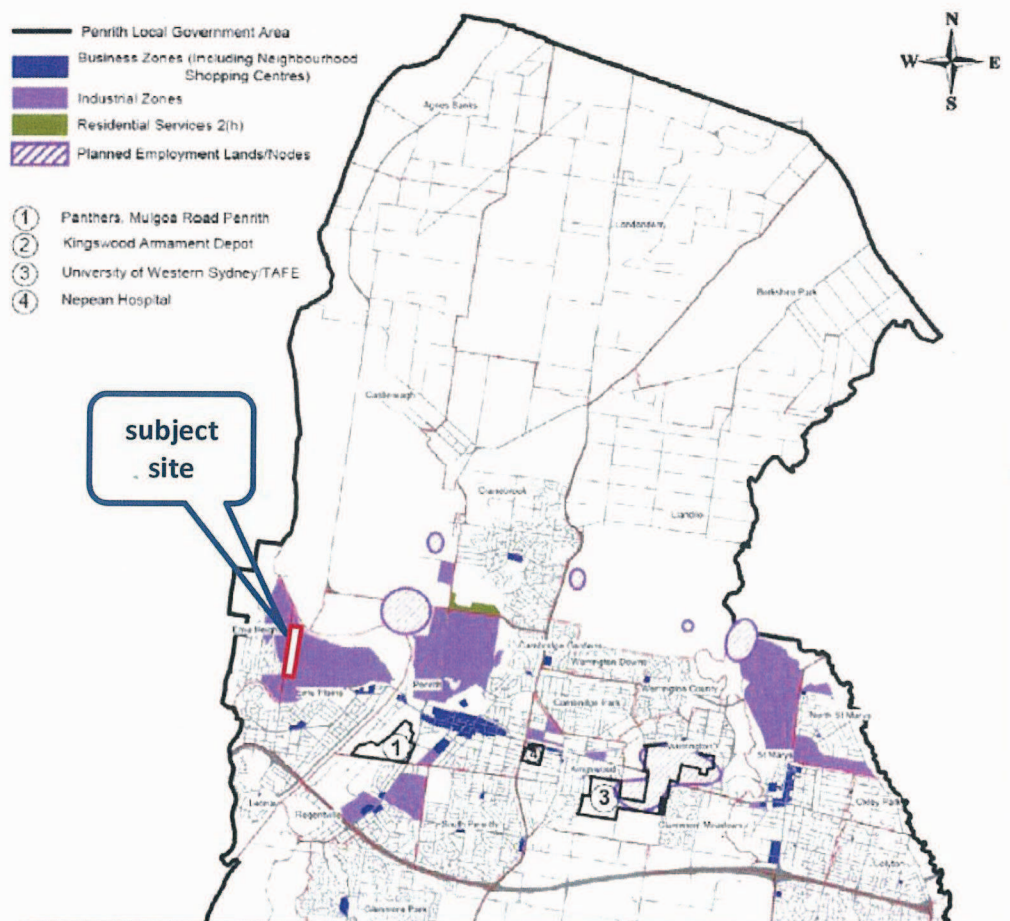 Penrith Local Government Area
Business Zones (Including Neighbourhood
Shopping Centres)
Industrial Zones
Residential Services 2(h)
Planned Employment Lands/Nodes
1 Panthers, Mulgoa Road Penrith
2 Kingswood Armament Depot
3 University of Western Sydney/TAFE
4 Nepean Hospital
N
W E
S
Agnes Banks
Londonderry
Berkshire Park
Castlereagh
Cranebrook
Llandilo
subject
site
Emu Heights
Emu Plains
Penrith
Cambridge Gardens
Werrington Downs
Werrington County
Cambridge Park
Werrington
North St Marys
St Marys
1
4
Kingswood
3
Claremont Meadows
Oxley Park
Leonay
Regentville
South Penrith
Colyton
Glenmore Park